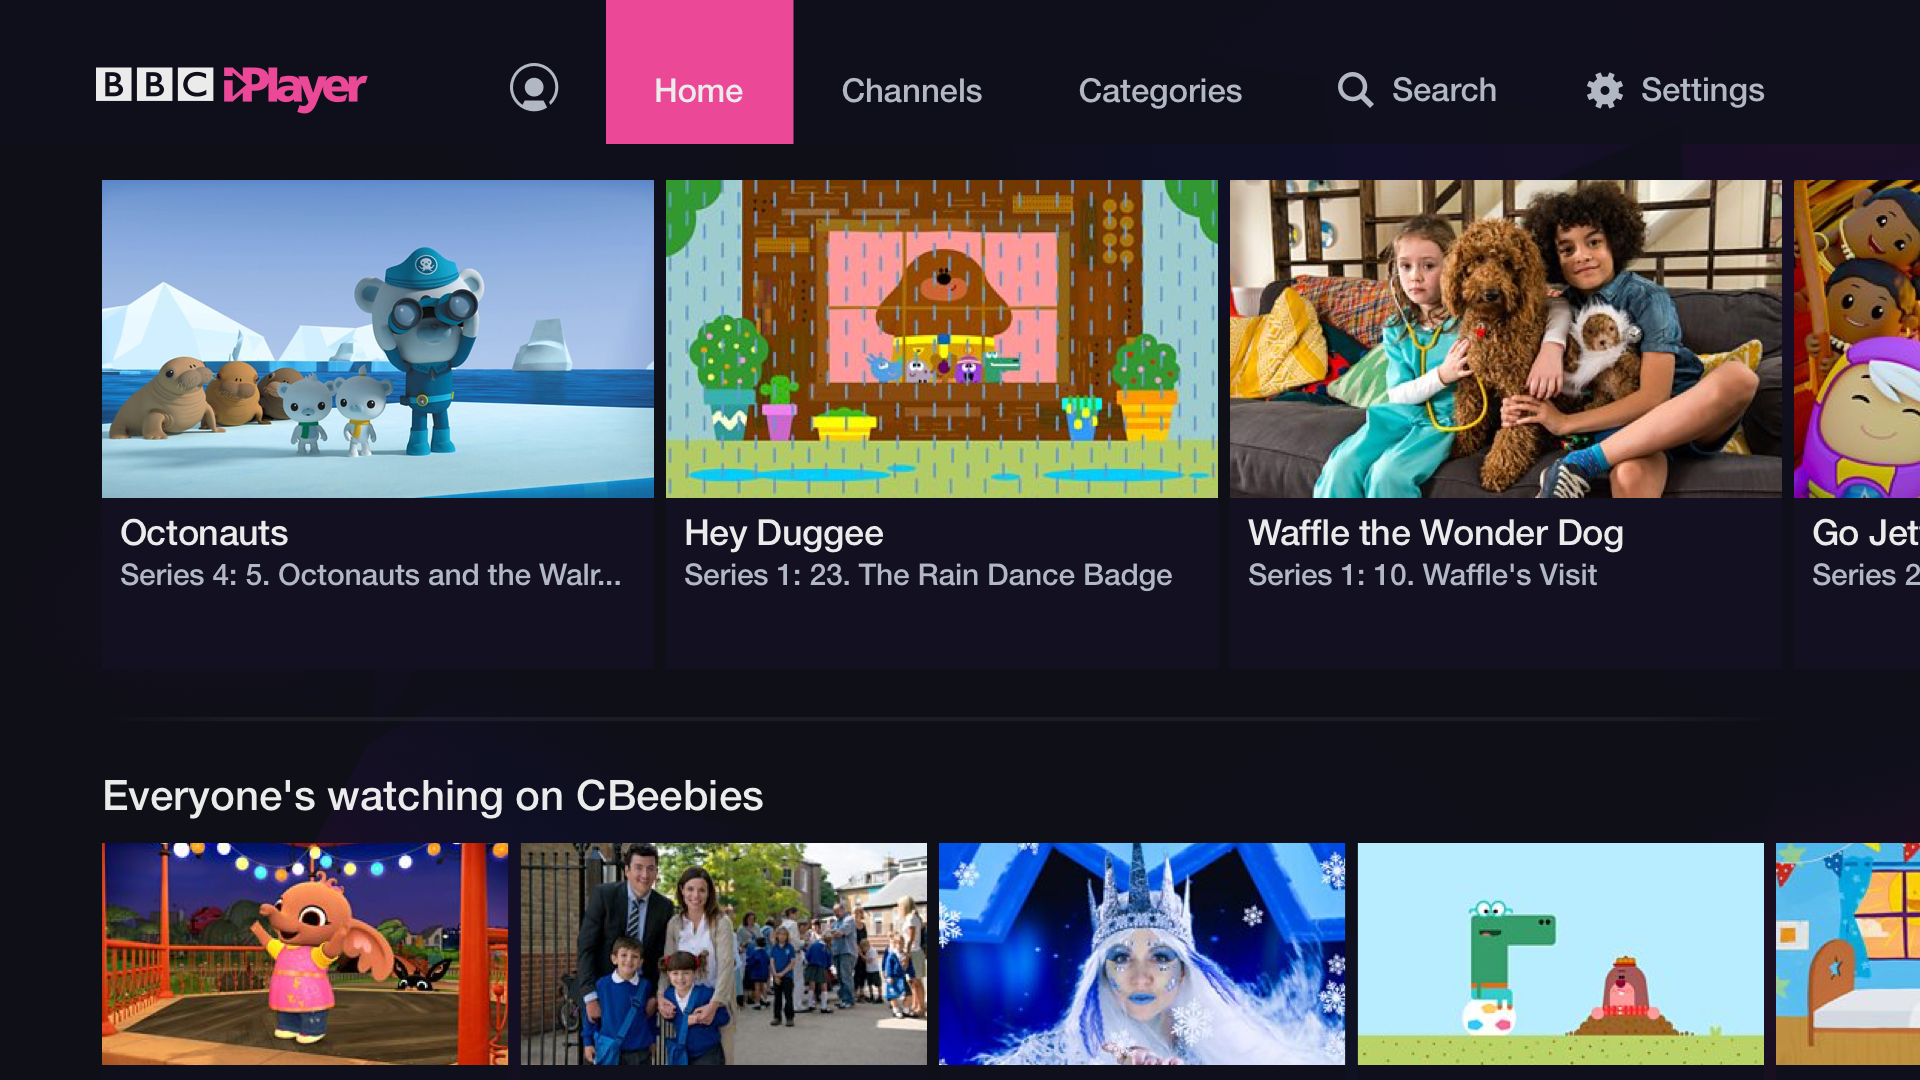 BBC iPlayer
Home
Channels
Categories
Search
Settings
Octonauts
Series 4: 5. Octonauts and the Walr...
Hey Duggee
Series 1: 23. The Rain Dance Badge
Waffle the Wonder Dog
Series 1: 10. Waffle's Visit
Go Jet
Series 2
Everyone's watching on CBeebies